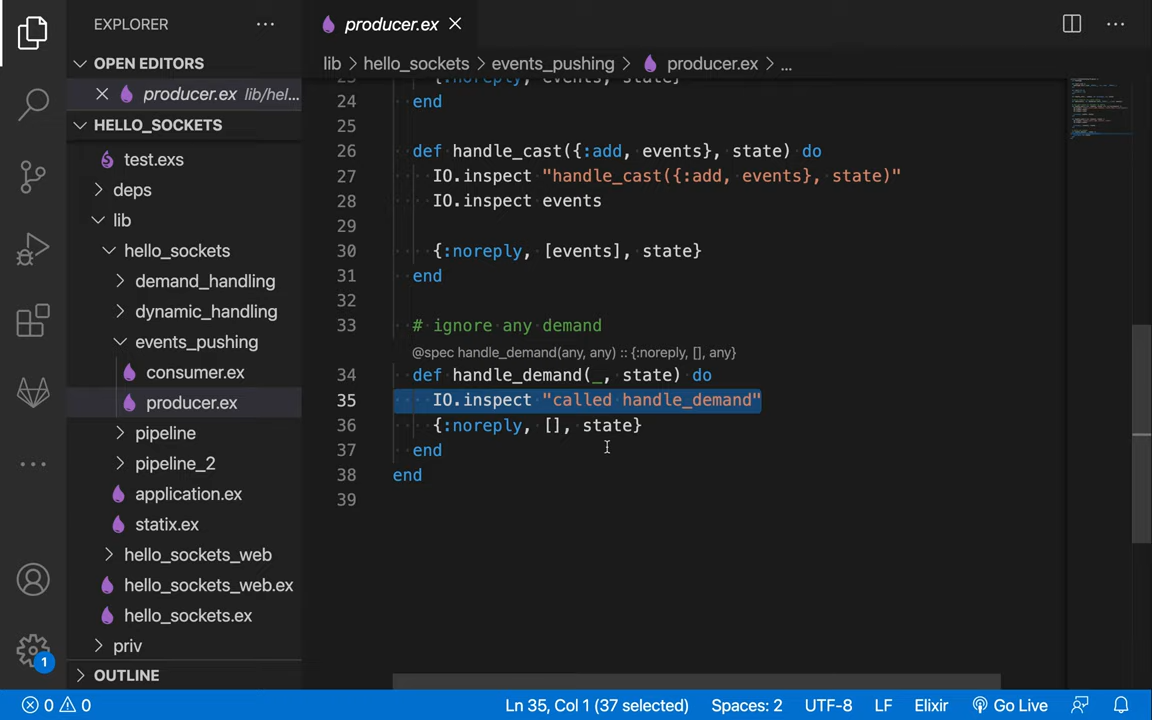 EXPLORER
producer.ex
OPEN EDITORS
lib > hello_sockets > events_pushing > producer.ex > ...
producer.ex lib/hel...
HELLO_SOCKETS
test.exs
deps
lib
hello_sockets
demand_handling
dynamic_handling
events_pushing
consumer.ex
producer.ex
pipeline
pipeline_2
application.ex
statix.ex
hello_sockets_web
hello_sockets_web.ex
hello_sockets.ex
priv
OUTLINE
23 {:noreply, events, state}
24 end
25
26 def handle_cast({:add, events}, state) do
27 IO.inspect "handle_cast({:add, events}, state)"
28 IO.inspect events
29
30 {:noreply, [events], state}
31 end
32
33 # ignore any demand
@spec handle_demand(any, any) :: {:noreply, [], any}
34 def handle_demand(_, state) do
35 IO.inspect "called handle_demand"
36 {:noreply, [], state}
37 end
38 end
39
1
0 0 Ln 35, Col 1 (37 selected) Spaces: 2 UTF-8 LF Elixir Go Live